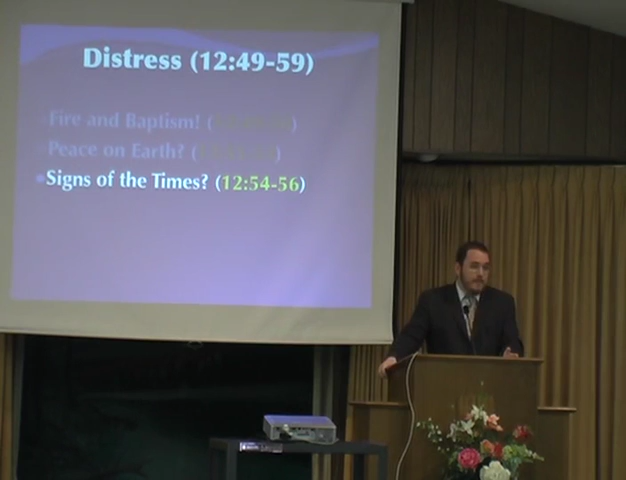 Distress (12:49-59)
Fire and Baptism! (
Peace on Earth? (
Signs of the Times? (12:54-56)